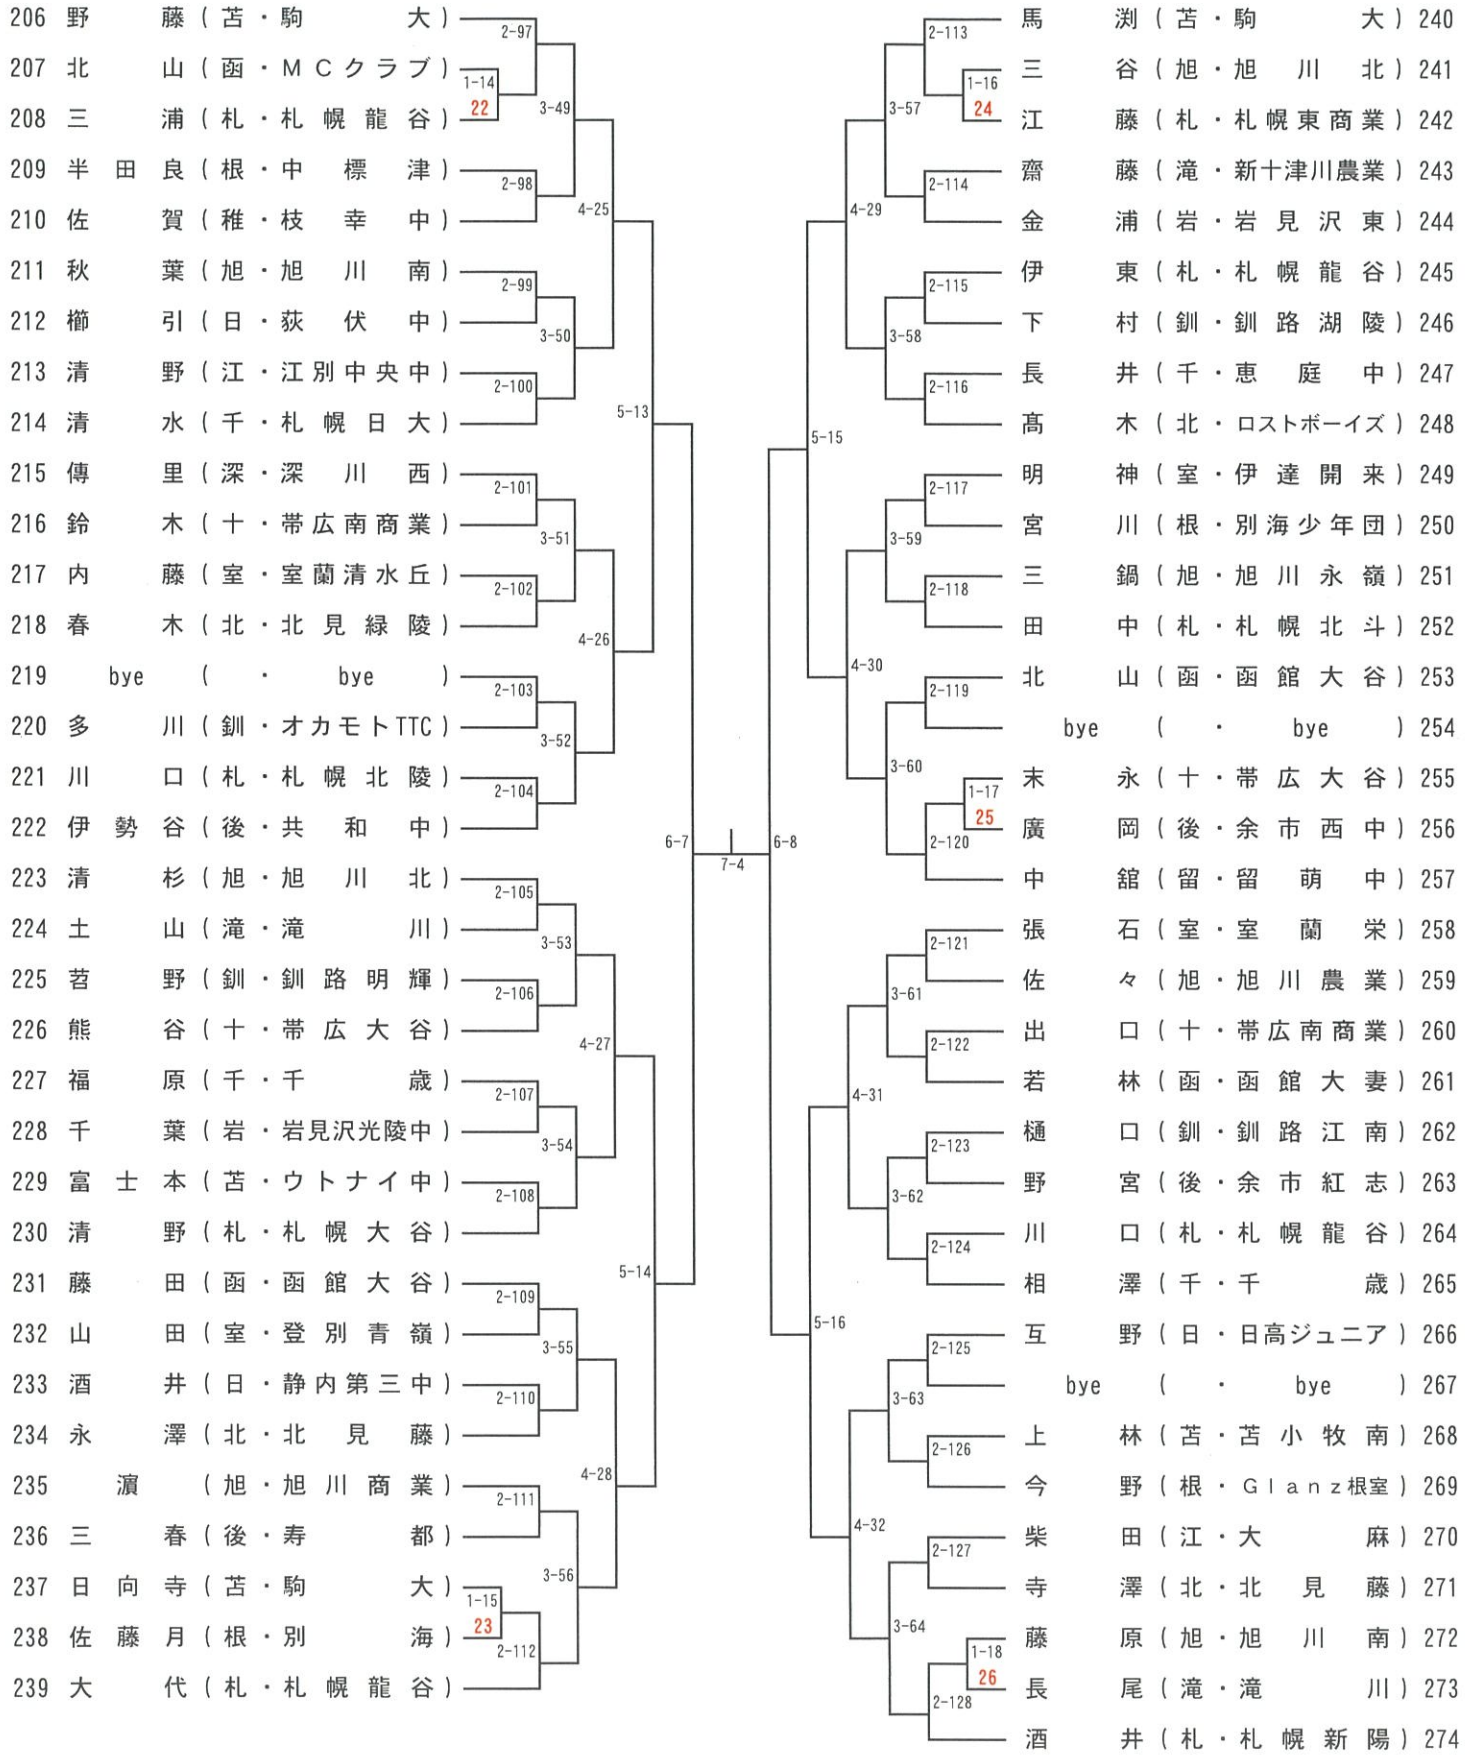 206 野藤(苫・駒大)
2-97
207 北山(函・MCクラブ)
1-14
22
208 三浦(札・札幌龍谷)
3-49
209 半田良(根・中標津)
2-98
210 佐賀(稚・枝幸中)
4-25
211 秋葉(旭・旭川南)
2-99
212 櫛引(日・荻伏中)
3-50
213 清野(江・江別中央中)
2-100
214 清水(千・札幌日大)
5-13
215 傳里(深・深川西)
2-101
216 鈴木(十・帯広南商業)
3-51
217 内藤(室・室蘭清水丘)
2-102
218 春木(北・北見緑陵)
4-26
219 bye(・bye)
2-103
220 多川(釧・オカモトTTC)
3-52
221 川口(札・札幌北陵)
2-104
222 伊勢谷(後・共和中)
6-7
223 清杉(旭・旭川北)
2-105
224 土山(滝・滝川)
3-53
225 苕野(釧・釧路明輝)
2-106
226 熊谷(十・帯広大谷)
4-27
227 福原(千・千歳)
2-107
228 千葉(岩・岩見沢光陵中)
3-54
229 富士本(苫・ウトナイ中)
2-108
230 清野(札・札幌大谷)
5-14
231 藤田(函・函館大谷)
2-109
232 山田(室・登別青嶺)
3-55
233 酒井(日・静内第三中)
2-110
234 永澤(北・北見藤)
4-28
235 濵(旭・旭川商業)
2-111
236 三春(後・寿都)
3-56
237 日向寺(苫・駒大)
1-15
23
238 佐藤月(根・別海)
2-112
239 大代(札・札幌龍谷)
7-4
馬渕(苫・駒大) 240
2-113
三谷(旭・旭川北) 241
1-16
24
江藤(札・札幌東商業) 242
3-57
齋藤(滝・新十津川農業) 243
2-114
金浦(岩・岩見沢東) 244
4-29
伊東(札・札幌龍谷) 245
2-115
下村(釧・釧路湖陵) 246
3-58
長井(千・恵庭中) 247
2-116
髙木(北・ロストボーイズ) 248
5-15
明神(室・伊達開来) 249
2-117
宮川(根・別海少年団) 250
3-59
三鍋(旭・旭川永嶺) 251
2-118
田中(札・札幌北斗) 252
4-30
北山(函・函館大谷) 253
2-119
bye(・bye) 254
3-60
末永(十・帯広大谷) 255
1-17
25
廣岡(後・余市西中) 256
2-120
中舘(留・留萌中) 257
6-8
張石(室・室蘭栄) 258
2-121
佐々(旭・旭川農業) 259
3-61
出口(十・帯広南商業) 260
2-122
若林(函・函館大妻) 261
4-31
樋口(釧・釧路江南) 262
2-123
野宮(後・余市紅志) 263
3-62
川口(札・札幌龍谷) 264
2-124
相澤(千・千歳) 265
5-16
互野(日・日高ジュニア) 266
2-125
bye(・bye) 267
3-63
上林(苫・苫小牧南) 268
2-126
今野(根・Glanz根室) 269
4-32
柴田(江・大麻) 270
2-127
寺澤(北・北見藤) 271
3-64
藤原(旭・旭川南) 272
1-18
26
長尾(滝・滝川) 273
2-128
酒井(札・札幌新陽) 274